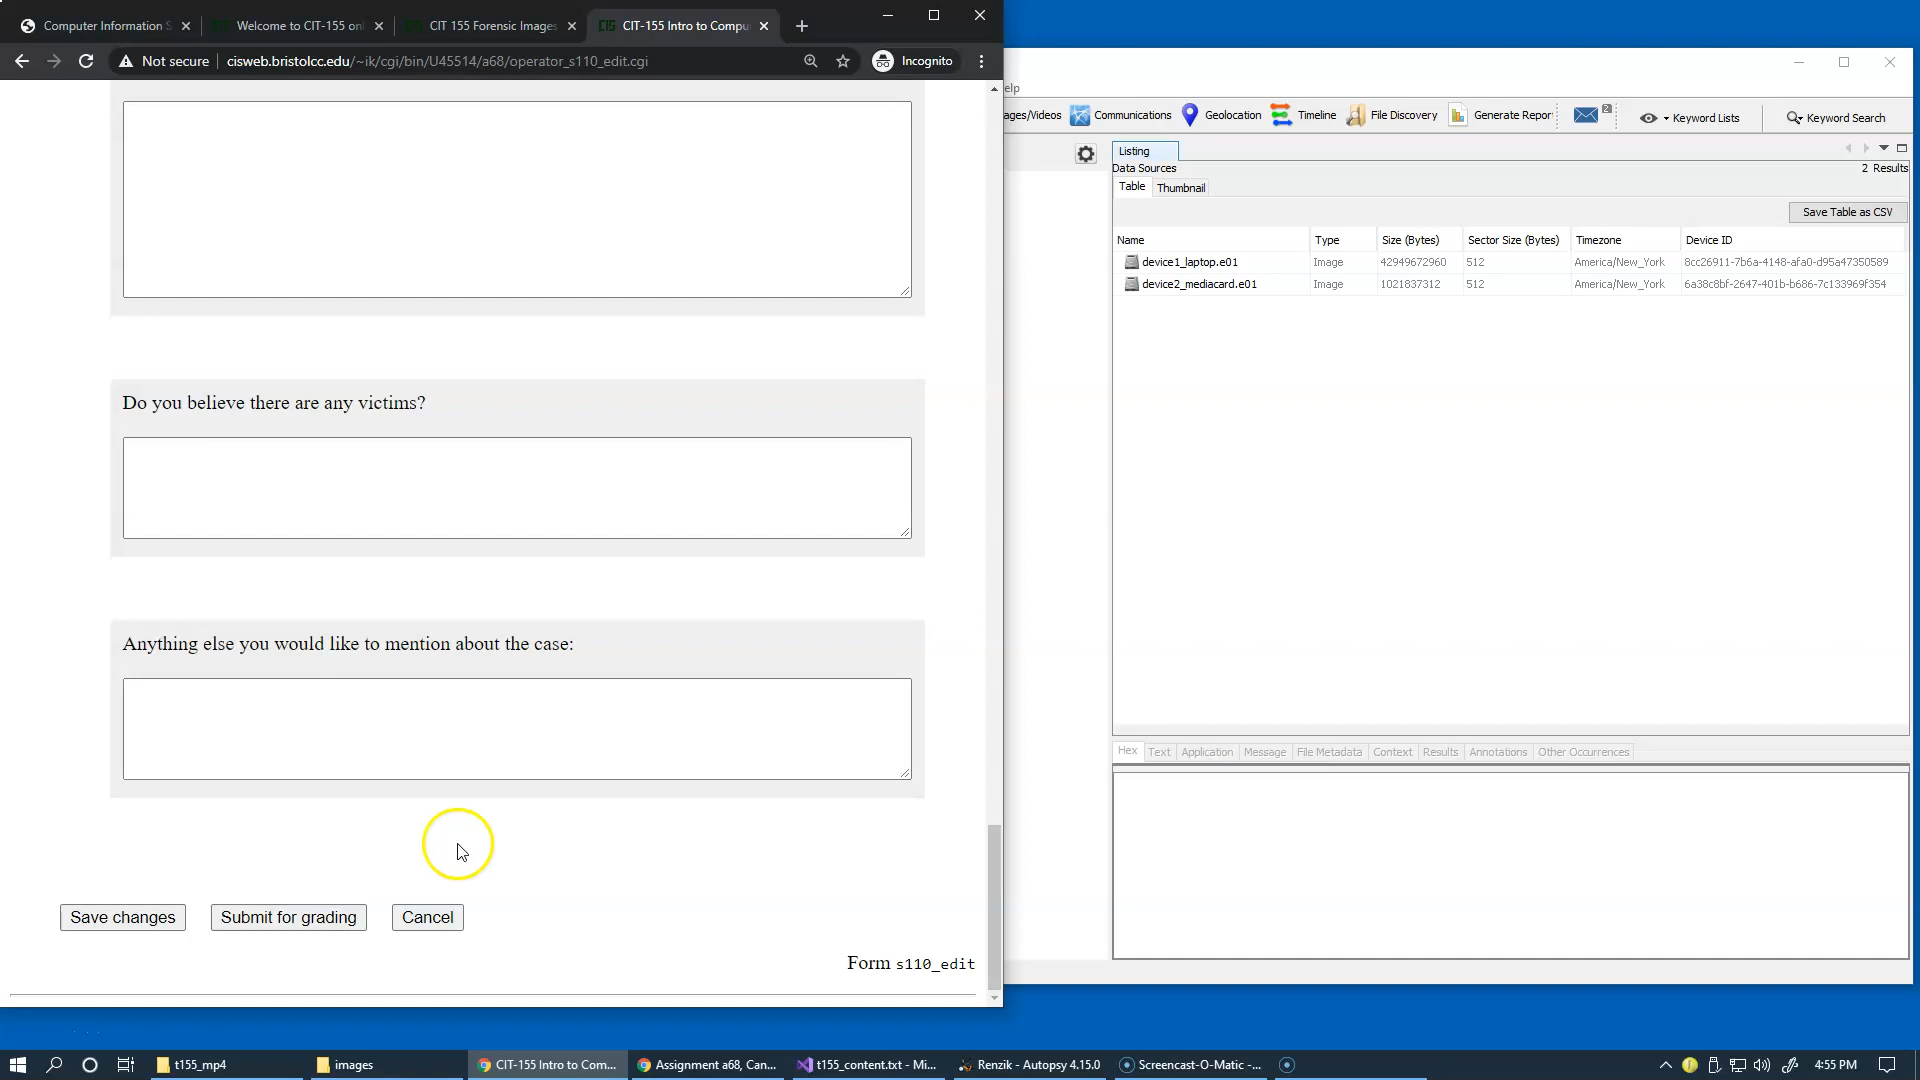 Computer Information S
Welcome to CIT-155 onl
CIT 155 Forensic Images
CIT-155 Intro to Compu
Not secure
cisweb.bristolcc.edu/~ik/cgi/bin/U45514/a68/operator_s110_edit.cgi
Incognito
elp
ages/Videos
Communications
Geolocation
Timeline
File Discovery
Generate Repor
2
Keyword Lists
Keyword Search
Listing
Data Sources
2 Results
Table
Thumbnail
Save Table as CSV
Name Type Size (Bytes) Sector Size (Bytes) Timezone Device ID
device1_laptop.e01 Image 42949672960 512 America/New_York 8cc26911-7b6a-4148-afa0-d95a47350589
device2_mediacard.e01 Image 1021837312 512 America/New_York 6a38c8bf-2647-401b-b686-7c133969f354
Do you believe there are any victims?
Anything else you would like to mention about the case:
Hex Text Application Message File Metadata Context Results Annotations Other Occurrences
Save changes
Submit for grading
Cancel
Form s110_edit
t155_mp4
images
CIT-155 Intro to Com...
Assignment a68, Can...
t155_content.txt - Mi...
Renzik - Autopsy 4.15.0
Screencast-O-Matic -...
4:55 PM